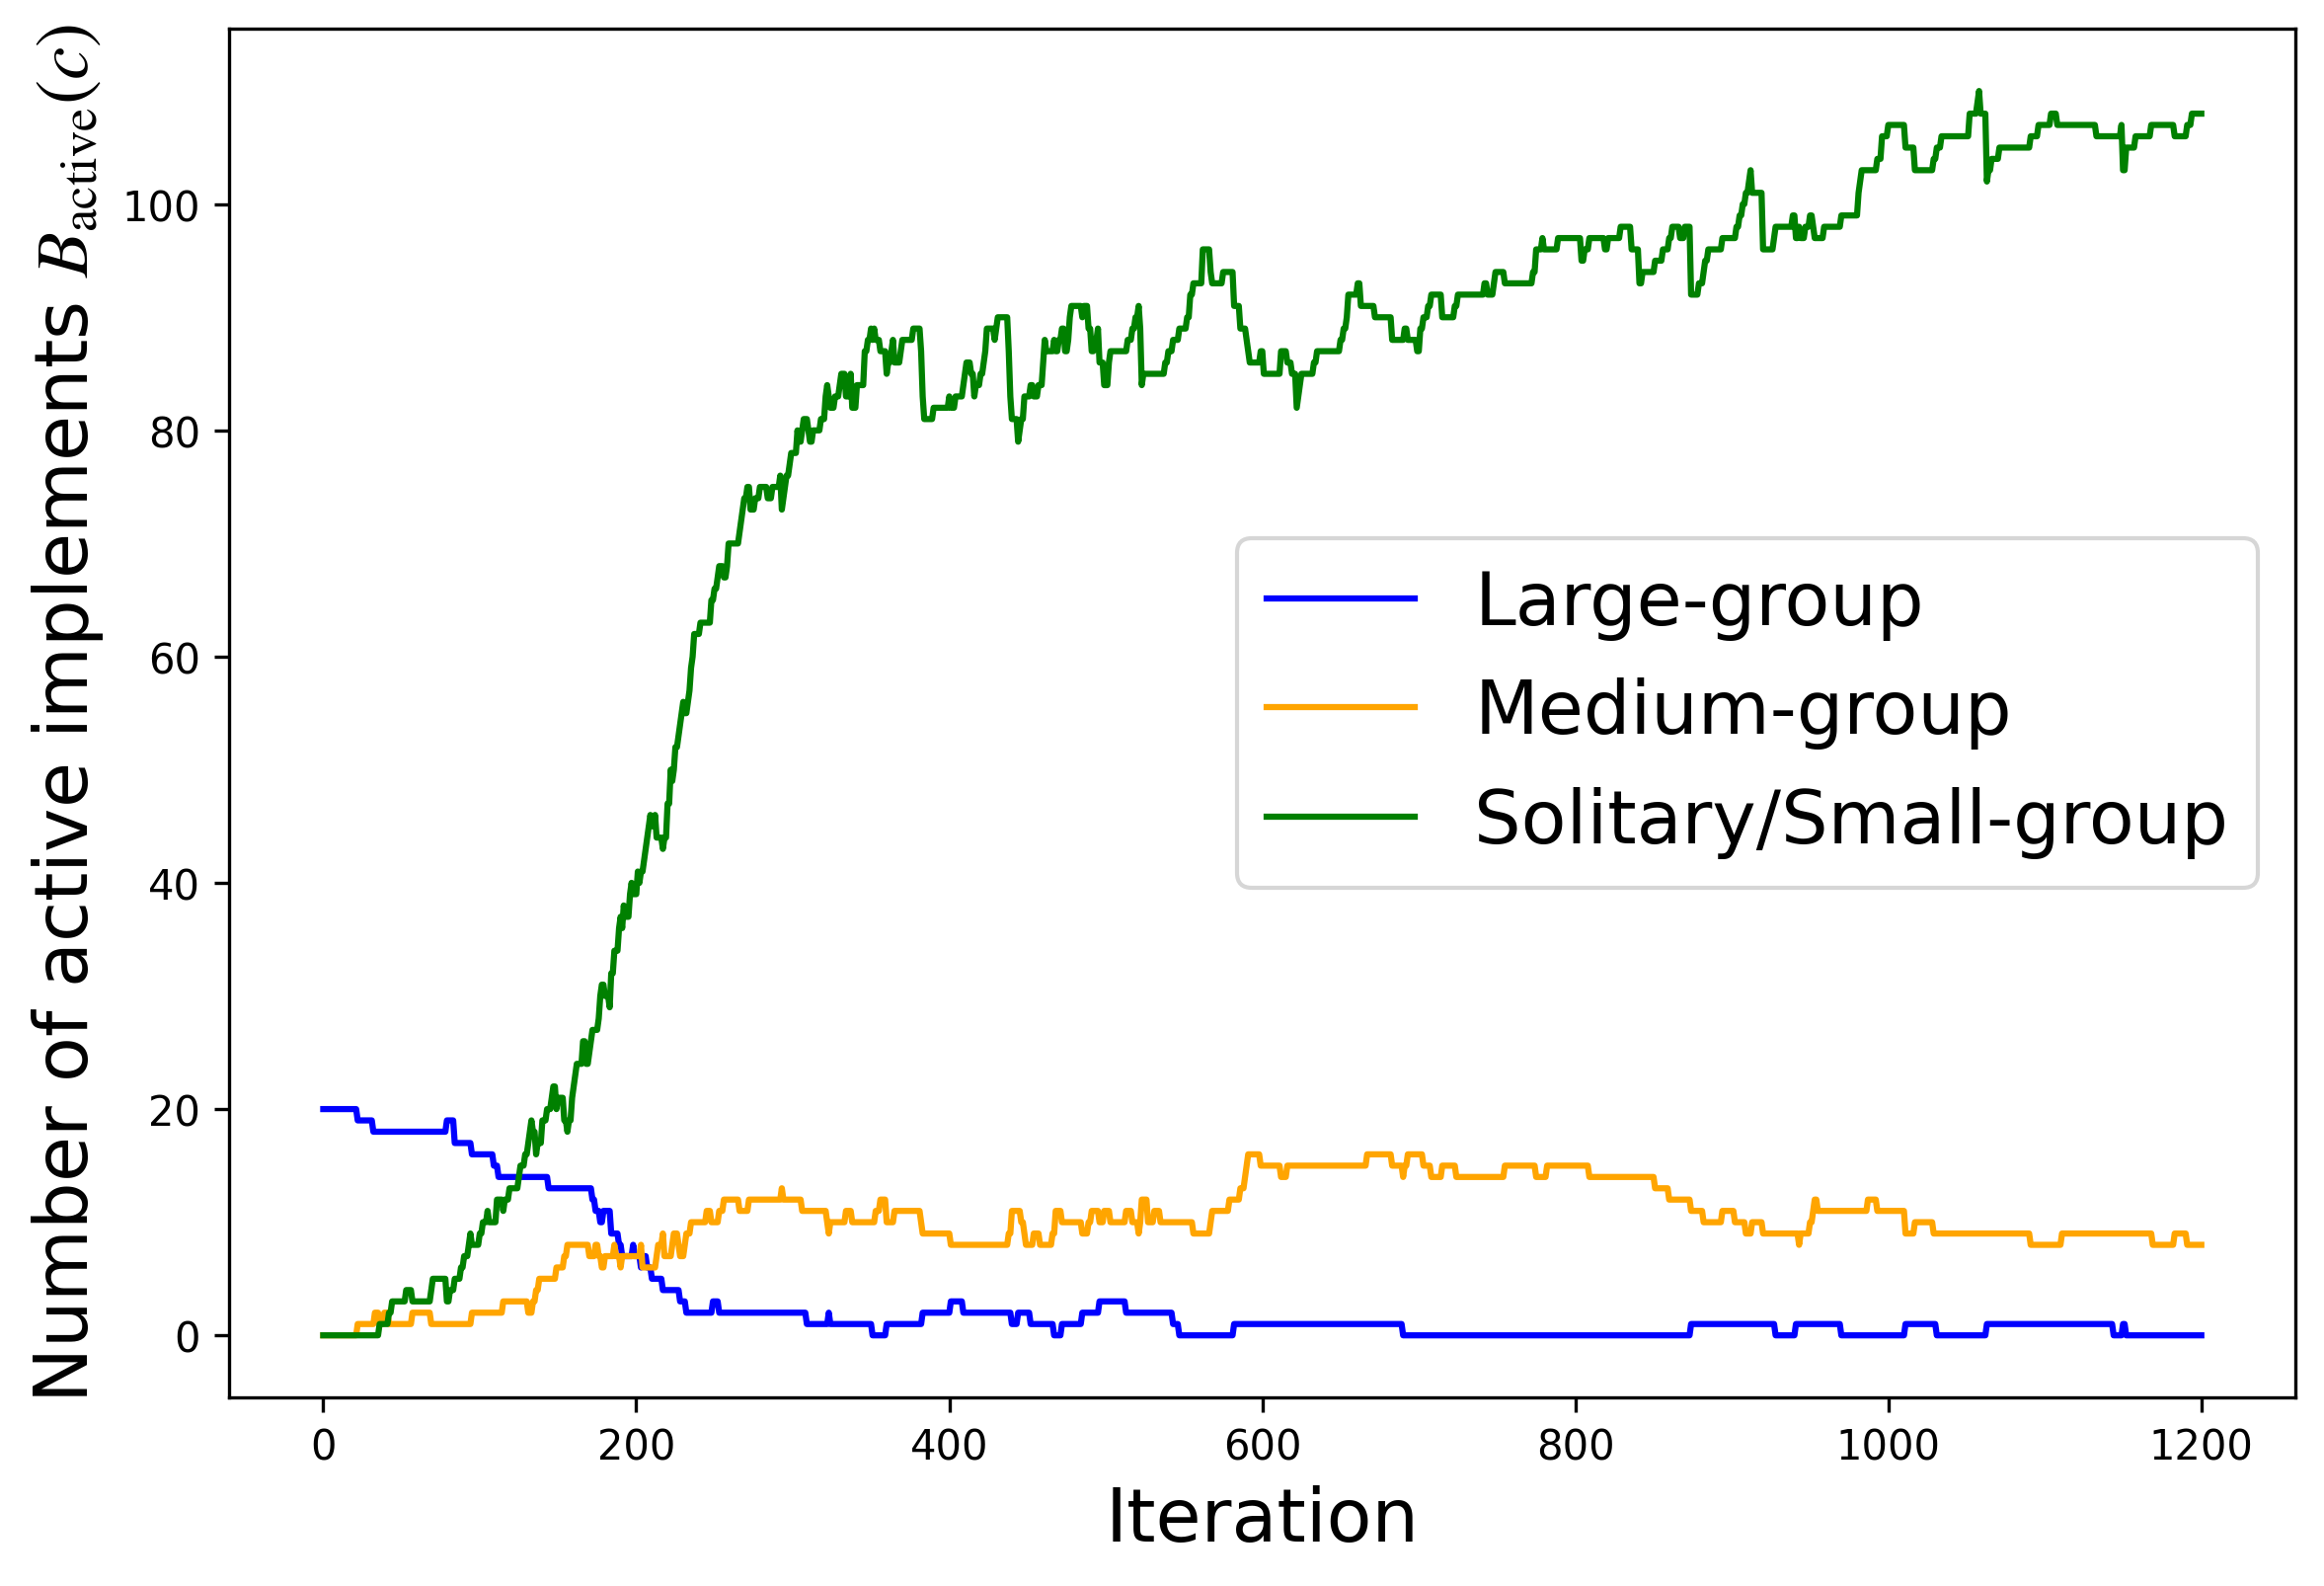 Number of active implements B_active(c)
100
80
60
40
20
0
Large-group
Medium-group
Solitary/Small-group
0 200 400 600 800 1000 1200
Iteration